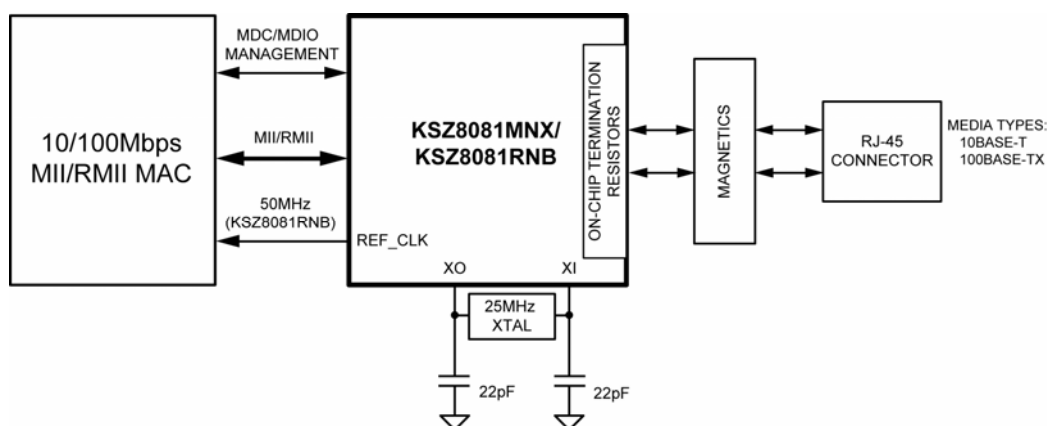 MDC/MDIO
MANAGEMENT
10/100Mbps
MII/RMII MAC
MII/RMII
50MHz
(KSZ8081RNB)
REF_CLK
KSZ8081MNX/
KSZ8081RNB
XO
XI
ON-CHIP TERMINATION
RESISTORS
MAGNETICS
RJ-45
CONNECTOR
MEDIA TYPES:
10BASE-T
100BASE-TX
25MHz
XTAL
22pF
22pF